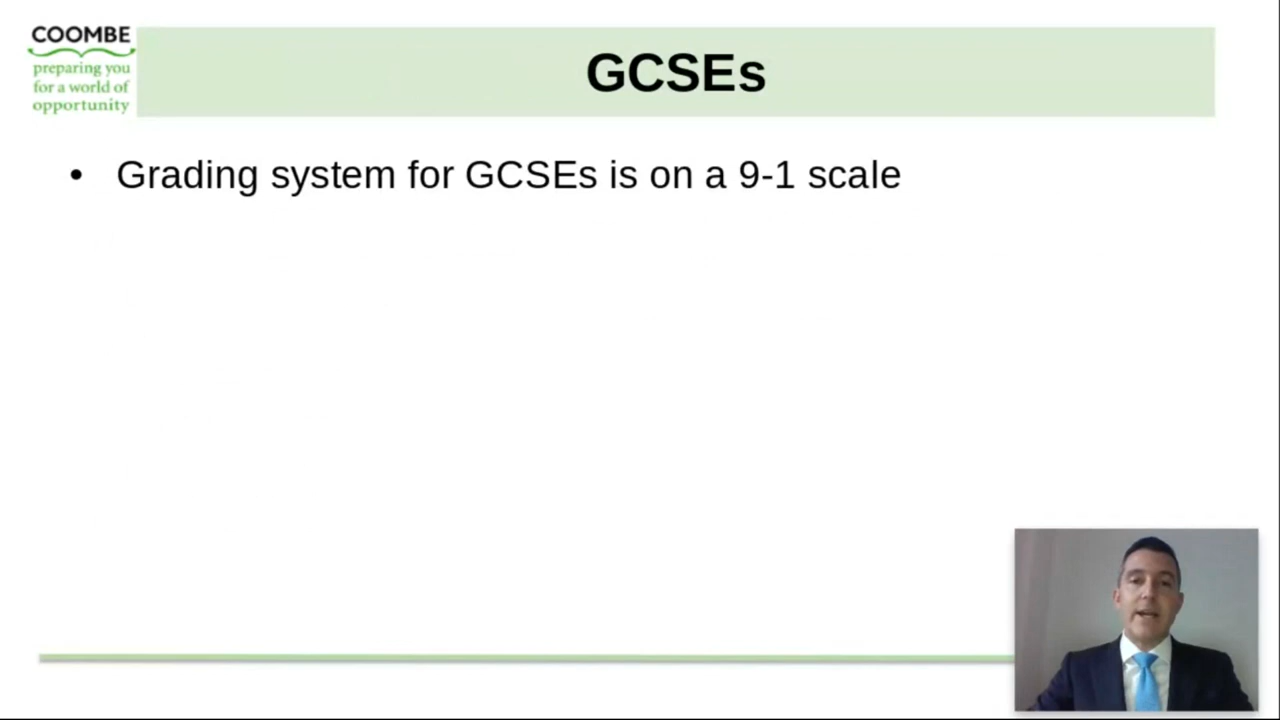 COOMBE
preparing you
for a world of
opportunity
GCSEs
• Grading system for GCSEs is on a 9-1 scale